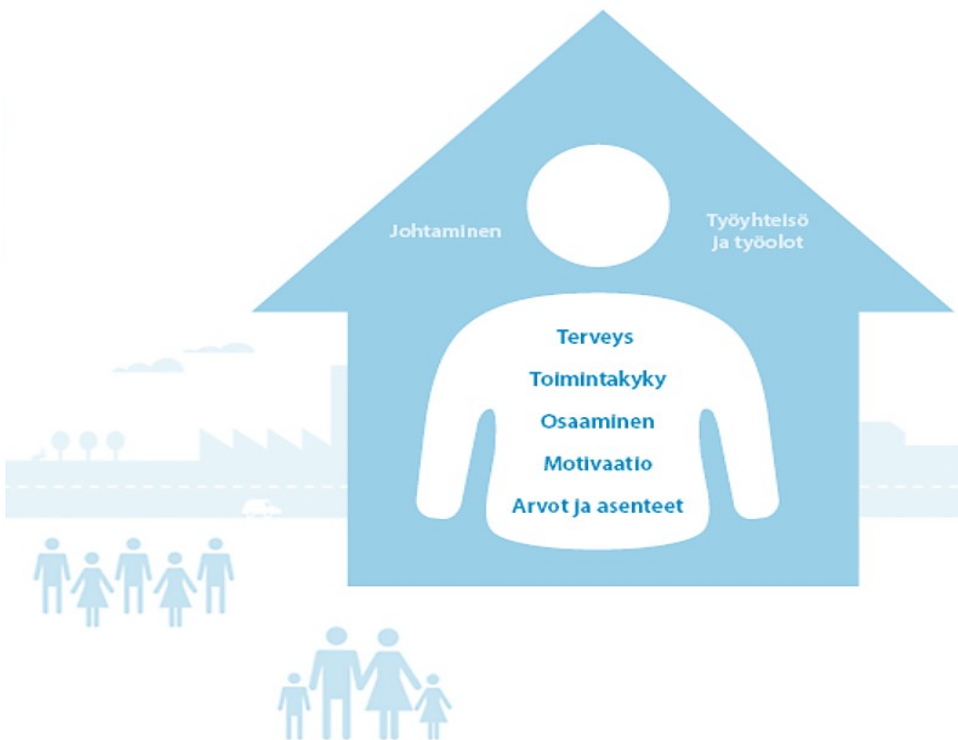 Johtaminen
Työyhteisö
ja työolot
Terveys
Toimintakyky
Osaaminen
Motivaatio
Arvot ja asenteet